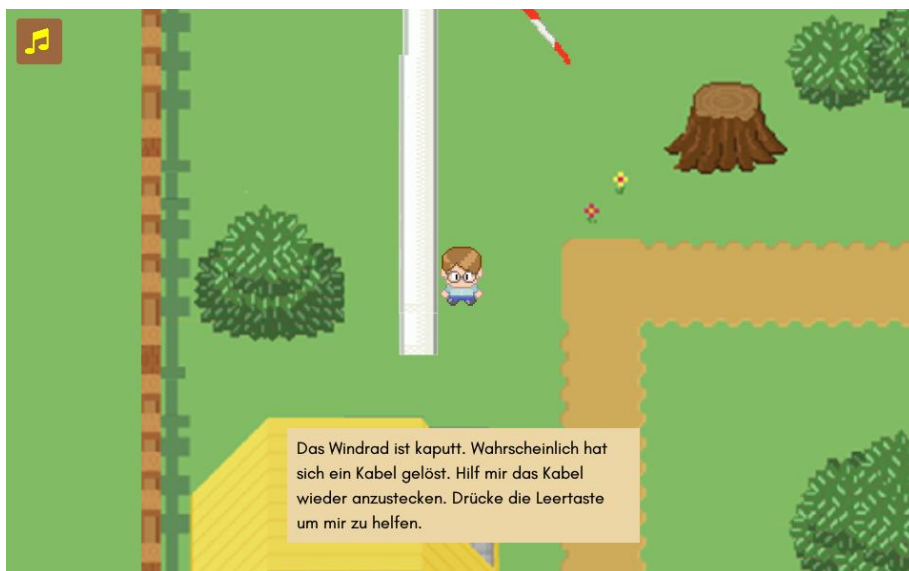 Das Windrad ist kaputt. Wahrscheinlich hat
sich ein Kabel gelöst. Hilf mir das Kabel
wieder anzustecken. Drücke die Leertaste
um mir zu helfen.